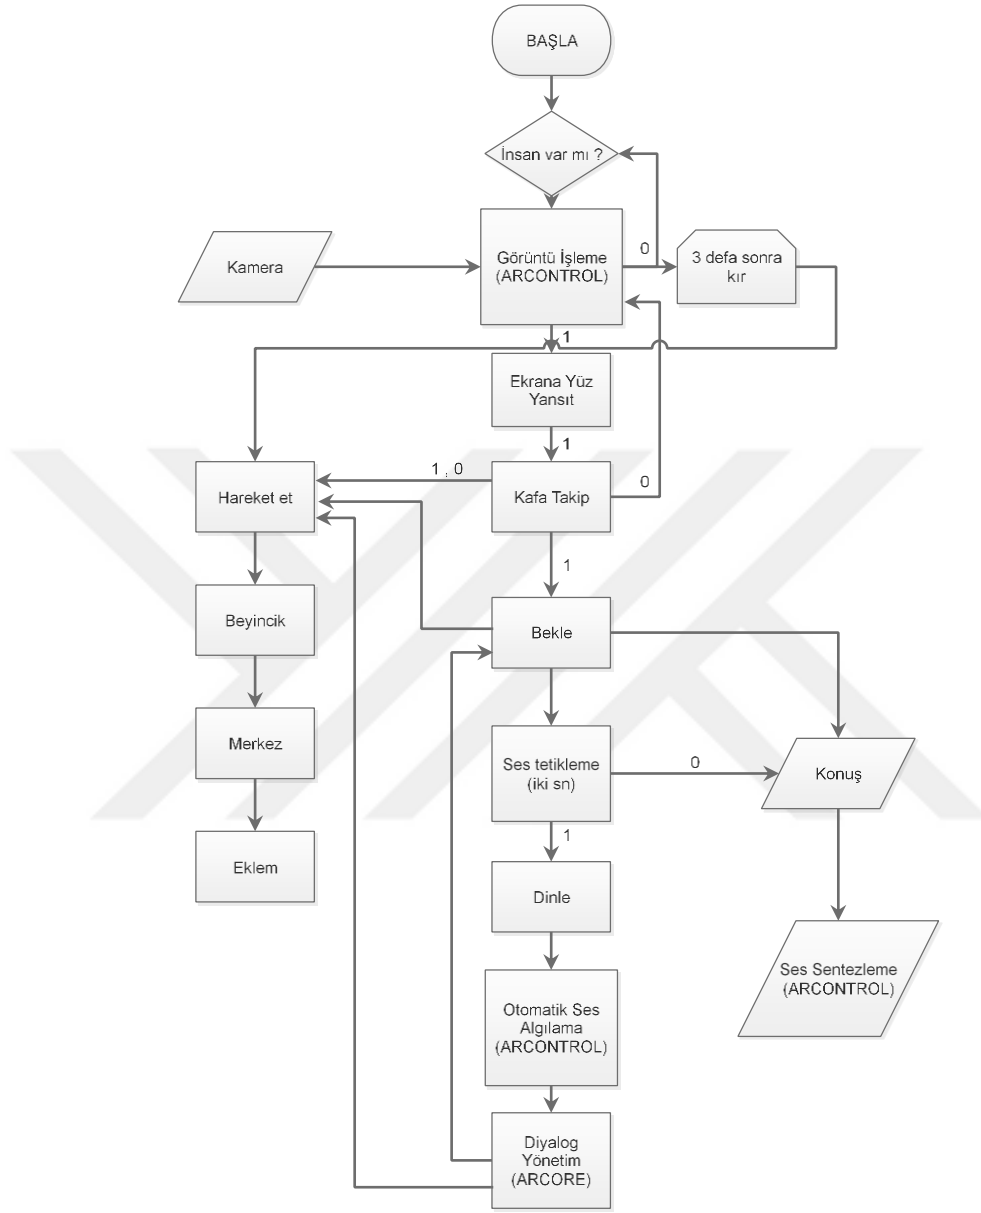 BAŞLA
İnsan var mı ?
Kamera
Görüntü İşleme
(ARCONTROL)
0
3 defa sonra
kır
1
Ekrana Yüz
Yansıt
1
Hareket et
1 , 0
Kafa Takip
0
1
Beyincik
Bekle
Merkez
Ses tetikleme
(iki sn)
0
Konuş
1
Eklem
Dinle
Ses Sentezleme
(ARCONTROL)
Otomatik Ses
Algılama
(ARCONTROL)
Diyalog
Yönetim
(ARCORE)